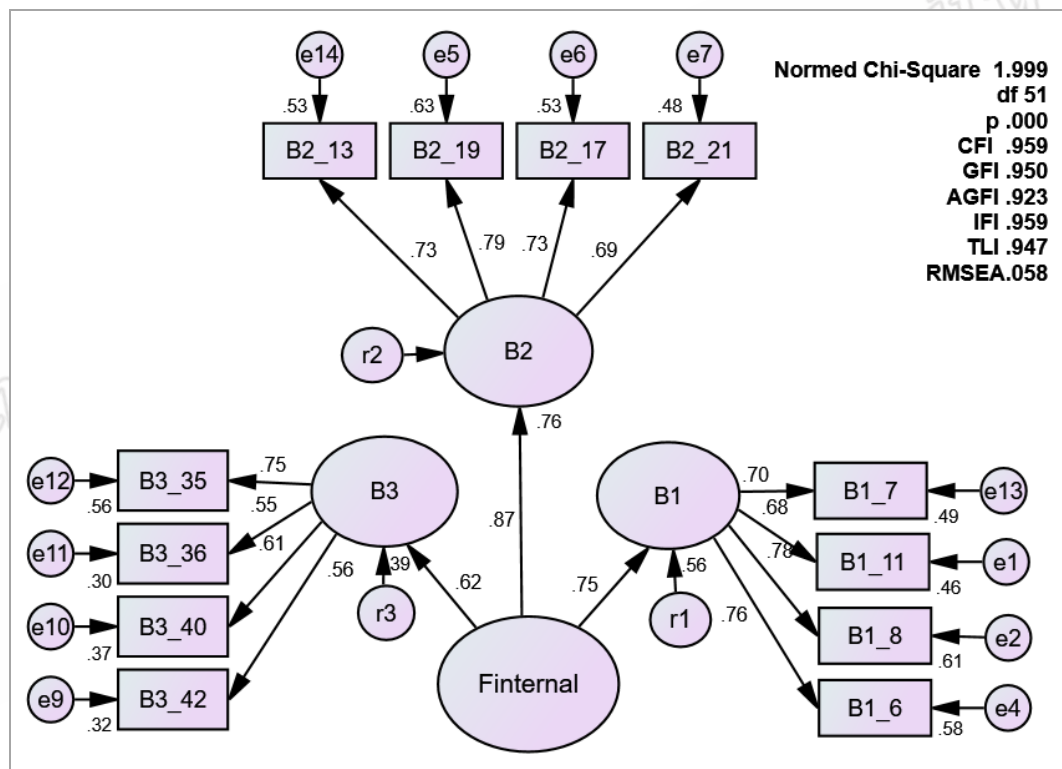 e14
e5
e6
e7
Normed Chi-Square 1.999
df 51
p .000
CFI .959
GFI .950
AGFI .923
IFI .959
TLI .947
RMSEA.058
.53
.63
.53
.48
B2_13
B2_19
B2_17
B2_21
.73
.79
.73
.69
r2
B2
.76
e12
B3_35
.75
B3
B1
.70
B1_7
e13
.56
.55
.68
.49
e11
B3_36
.61
.87
.78
B1_11
e1
.30
.56
.39
.62
.75
.56
.46
e10
B3_40
r3
r1
.76
B1_8
e2
.37
.61
e9
B3_42
Finternal
B1_6
e4
.32
.58